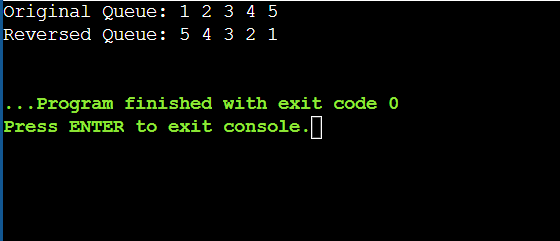 Original Queue: 1 2 3 4 5
Reversed Queue: 5 4 3 2 1
...Program finished with exit code 0
Press ENTER to exit console.